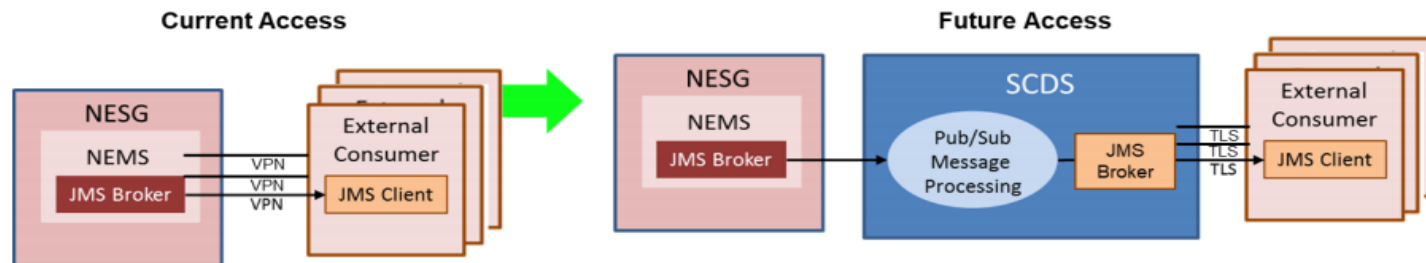 Current Access
NESG
NEMS
JMS Broker
VPN
VPN
VPN
External
Consumer
JMS Client
Future Access
NESG
NEMS
JMS Broker
SCDS
Pub/Sub
Message
Processing
JMS
Broker
TLS
TLS
TLS
External
Consumer
JMS Client